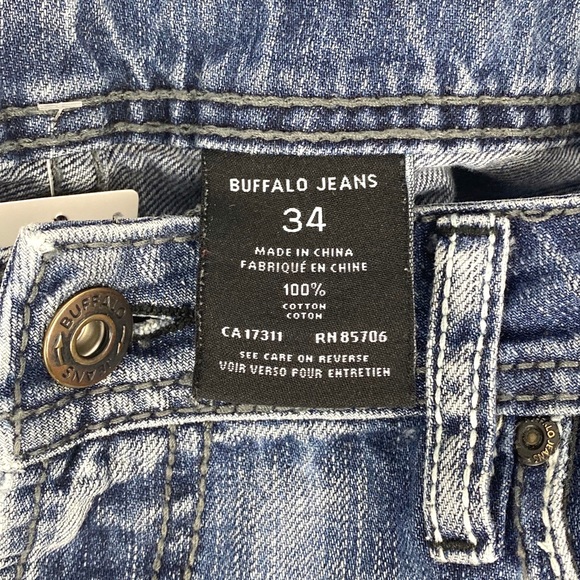 BUFFALO JEANS
34
MADE IN CHINA
FABRIQUÉ EN CHINE
100%
COTTON
COTON
CA 17311 RN 85706
SEE CARE ON REVERSE
VOIR VERSO POUR ENTRETIEN
BUFFALO
JEANS
JEANS